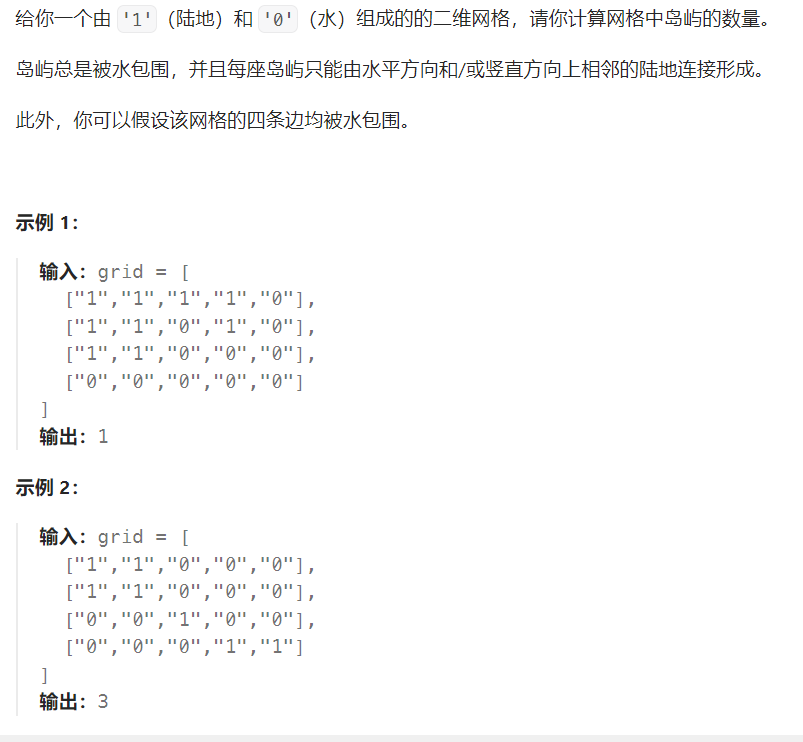 给你一个由 '1'（陆地）和 '0'（水）组成的的二维网格，请你计算网格中岛屿的数量。
岛屿总是被水包围，并且每座岛屿只能由水平方向和/或竖直方向上相邻的陆地连接形成。
此外，你可以假设该网格的四条边均被水包围。
示例 1：
输入：grid = [
["1","1","1","1","0"],
["1","1","0","1","0"],
["1","1","0","0","0"],
["0","0","0","0","0"]
]
输出：1
示例 2：
输入：grid = [
["1","1","0","0","0"],
["1","1","0","0","0"],
["0","0","1","0","0"],
["0","0","0","1","1"]
]
输出：3